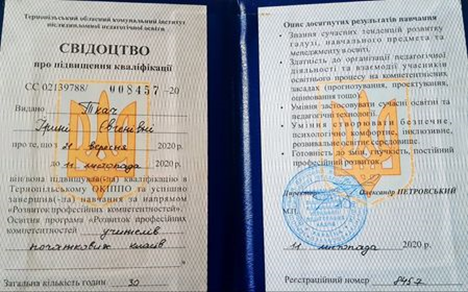 Тернопільський обласний комунальний інститут
післядипломної педагогічної освіти
СВІДОЦТВО
про підвищення кваліфікації
СС 02139788/ 008457 -20
Видано Ткач
Ірині Євгенівні
про те, що з 21 вересня 2020 р.
до 11 листопада 2020 р.
він/вона підвищував(-ла) кваліфікацію в
Тернопільському ОКІППО та успішно
завершив(-ла) навчання за напрямом
«Розвиток професійних компетентностей».
Освітня програма «Розвиток професійних
компетентностей учителів
початкових класів
Загальна кількість годин 30
Опис досягнутих результатів навчання
• Знання сучасних тенденцій розвитку
галузі, навчального предмета та
менеджменту освіти.
• Здатність до організації педагогічної
діяльності та взаємодії учасників
освітнього процесу на компетентнісних
засадах (прогнозування, проектування,
оцінювання тощо).
• Уміння застосовувати сучасні освітні та
педагогічні технології.
• Уміння створювати безпечне,
психологічно комфортне, інклюзивне,
розвивальне освітнє середовище.
• Готовність до змін, гнучкість, постійний
професійний розвиток.
Директор Олександр ПЕТРОВСЬКИЙ
М.П.
11 листопада 2020 р.
Реєстраційний номер 8457